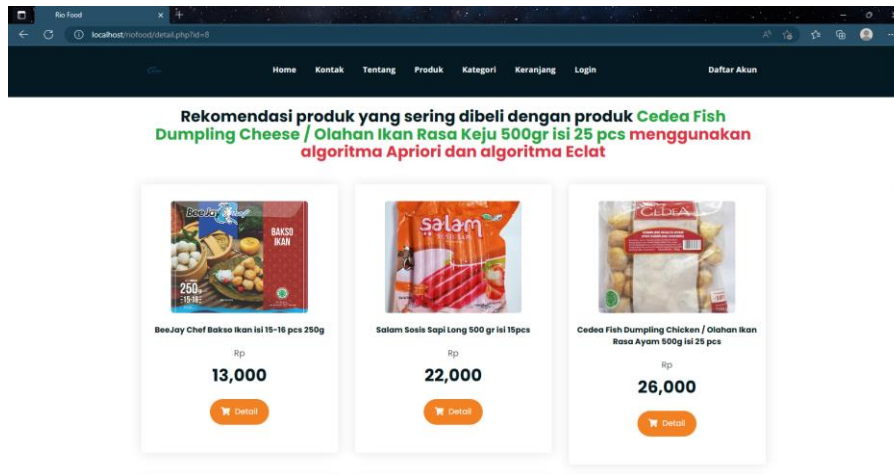 Rio Food
localhost/riofood/detail.php?id=8
Home Kontak Tentang Produk Kategori Keranjang Login Daftar Akun
Rekomendasi produk yang sering dibeli dengan produk Cedea Fish
Dumpling Cheese / Olahan Ikan Rasa Keju 500gr isi 25 pcs menggunakan
algoritma Apriori dan algoritma Eclat
BeeJay Chef
BAKSO
IKAN
250g
15-16
salam
CEDEA
BeeJay Chef Bakso Ikan isi 15-16 pcs 250g
Rp
13,000
Detail
Salam Sosis Sapi Long 500 gr isi 15pcs
Rp
22,000
Detail
Cedea Fish Dumpling Chicken / Olahan Ikan
Rasa Ayam 500g isi 25 pcs
Rp
26,000
Detail